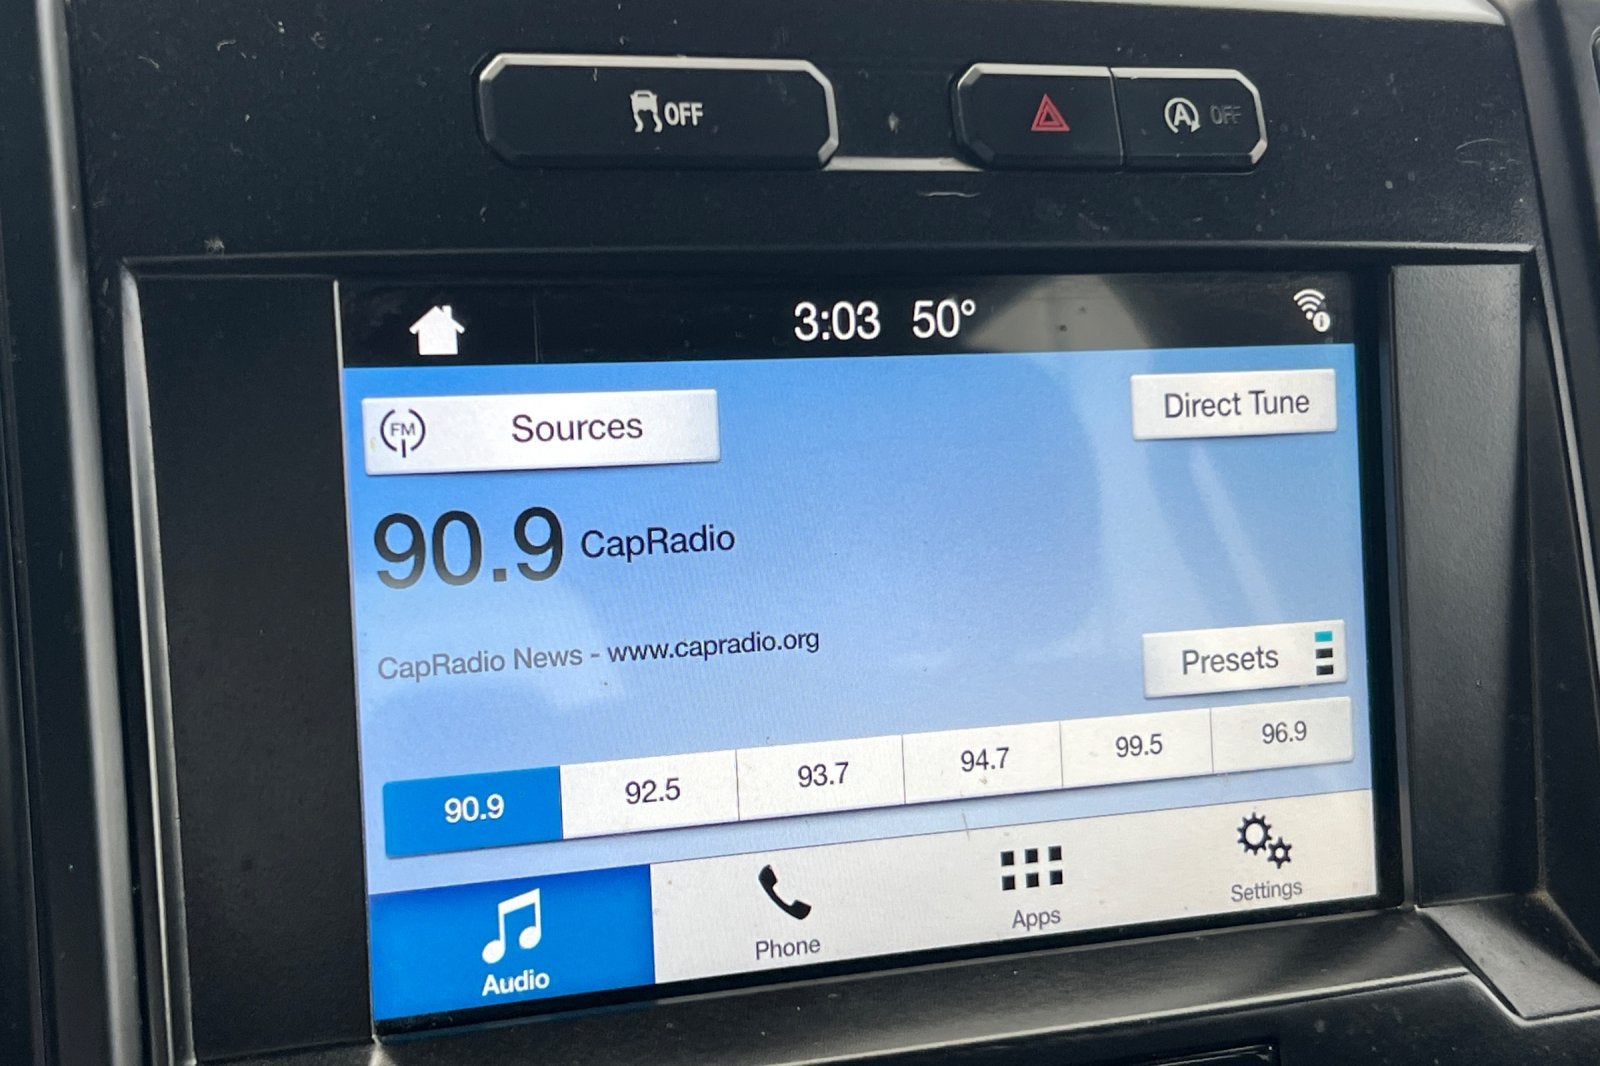 OFF
A OFF
3:03 50°
i
FM Sources
Direct Tune
90.9 CapRadio
CapRadio News - www.capradio.org
Presets
90.9 92.5 93.7 94.7 99.5 96.9
Audio Phone Apps Settings